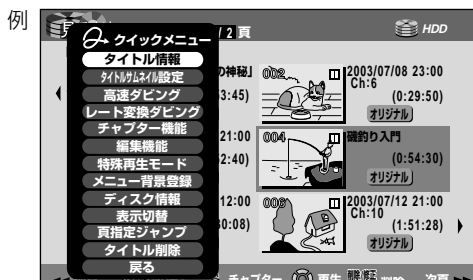 例
/2 頁
HDD
クイックメニュー
タイトル情報
タイトルサムネイル設定
高速ダビング
レート変換ダビング
チャプター機能
編集機能
特殊再生モード
メニュー背景登録
ディスク情報
表示切替
頁指定ジャンプ
タイトル削除
戻る
の神秘」
3:45)
002
2003/07/08 23:00
Ch:6
(0:29:50)
オリジナル
21:00
2:40)
004
磯釣り入門
(0:54:30)
オリジナル
12:00
0:08)
006
2003/07/12 21:00
Ch:10
(1:51:28)
オリジナル
チャプター
再生
次頁